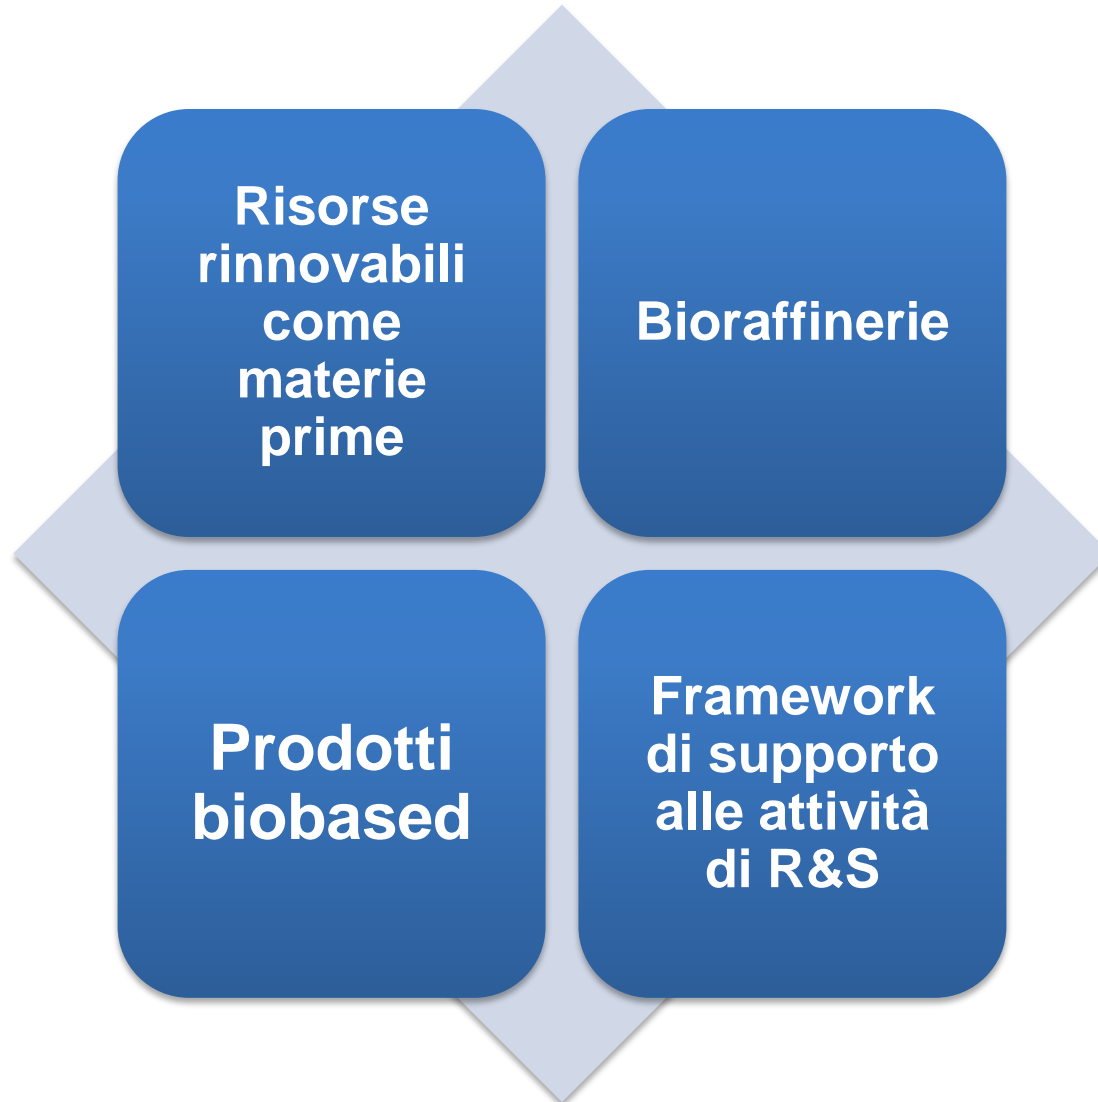 Risorse
rinnovabili
come
materie
prime
Bioraffinerie
Prodotti
biobased
Framework
di supporto
alle attività
di R&S